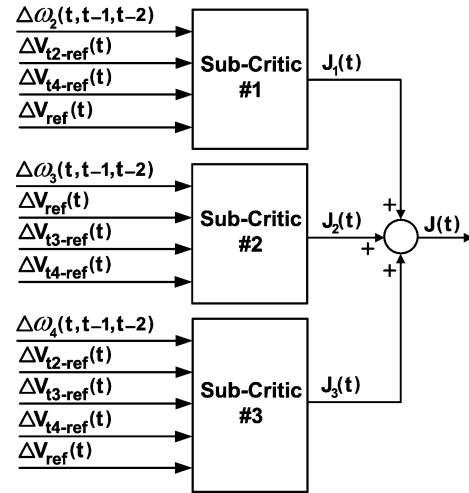 Δω₂(t,t–1,t–2)
ΔVt2-ref(t)
ΔVt4-ref(t)
ΔVref(t)
Sub-Critic
#1
J₁(t)
Δω₃(t,t–1,t–2)
ΔVref(t)
ΔVt3-ref(t)
ΔVt4-ref(t)
Sub-Critic
#2
J₂(t)
+
+
+
J(t)
Δω₄(t,t–1,t–2)
ΔVt2-ref(t)
ΔVt3-ref(t)
ΔVt4-ref(t)
ΔVref(t)
Sub-Critic
#3
J₃(t)